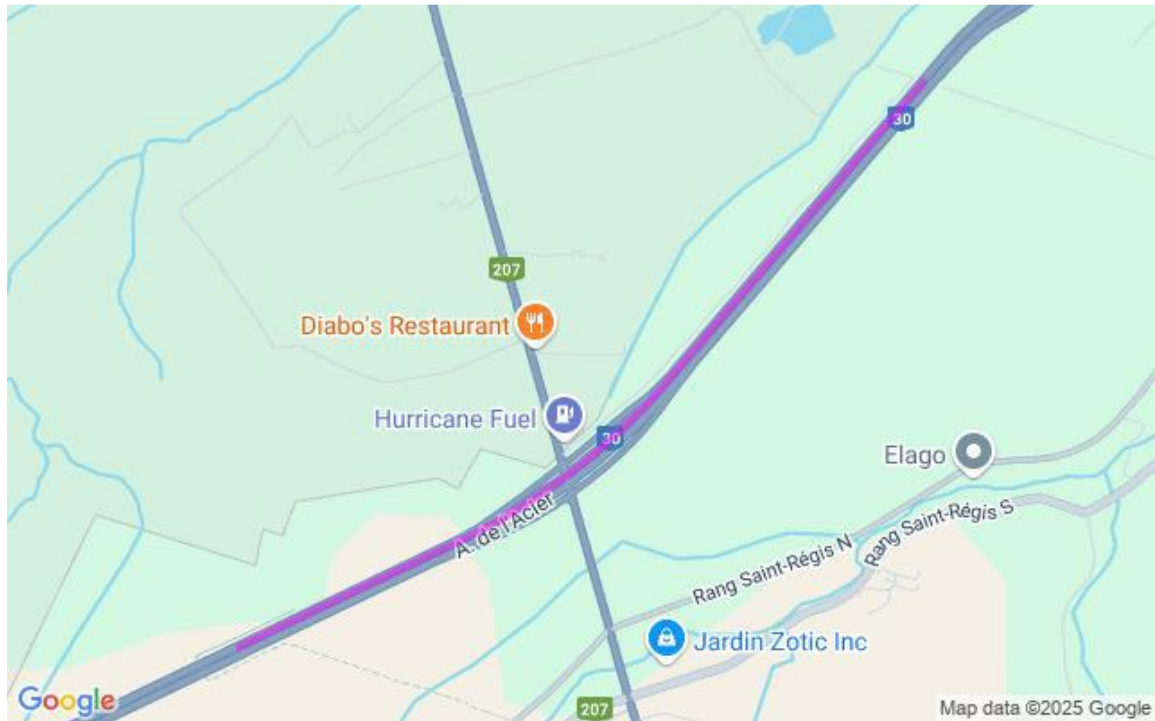 30
207
Diabo's Restaurant
Hurricane Fuel
30
Elago
A. de l'Acier
Rang Saint-Régis S
Rang Saint-Régis N
Jardin Zotic Inc
Google
207
Map data ©2025 Google